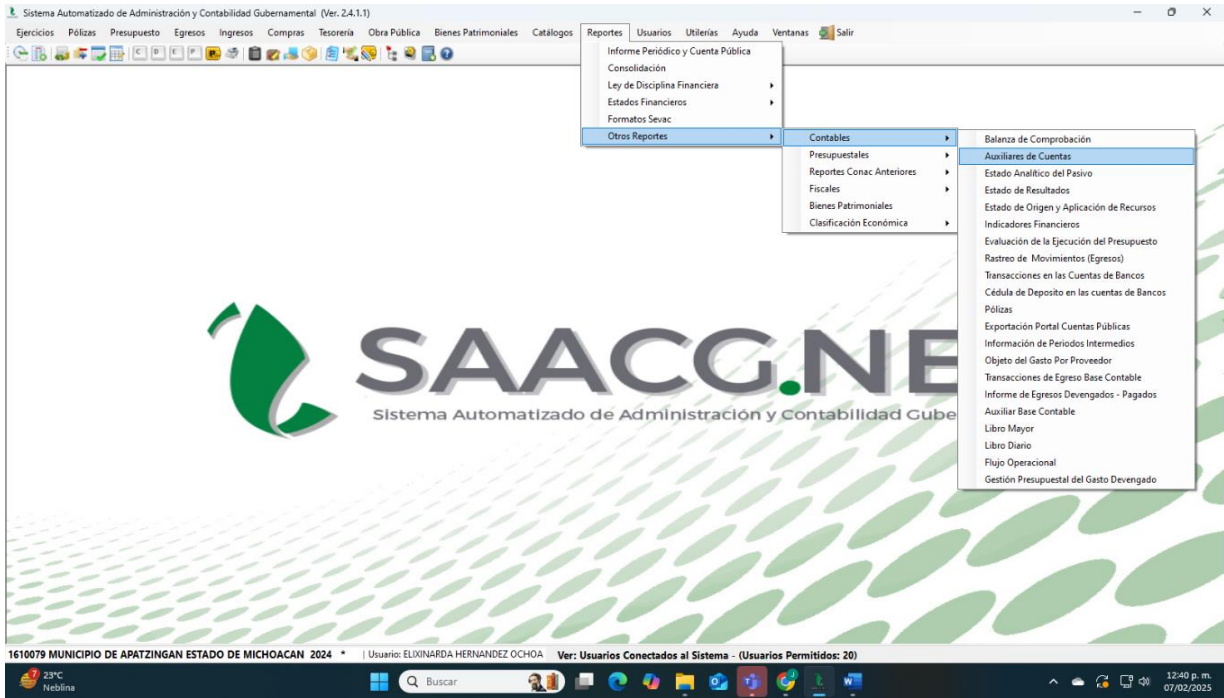 Sistema Automatizado de Administración y Contabilidad Gubernamental (Ver. 2.4.1.1)
Ejercicios Pólizas Presupuesto Egresos Ingresos Compras Tesorería Obra Pública Bienes Patrimoniales Catálogos Reportes Usuarios Utilerías Ayuda Ventanas Salir
Informe Periódico y Cuenta Pública
Consolidación
Ley de Disciplina Financiera
Estados Financieros
Formatos Sevac
Otros Reportes
Contables
Presupuestales
Reportes Conac Anteriores
Fiscales
Bienes Patrimoniales
Clasificación Económica
Balanza de Comprobación
Auxiliares de Cuentas
Estado Analítico del Pasivo
Estado de Resultados
Estado de Origen y Aplicación de Recursos
Indicadores Financieros
Evaluación de la Ejecución del Presupuesto
Rastreo de Movimientos (Egresos)
Transacciones en las Cuentas de Bancos
Cédula de Deposito en las cuentas de Bancos
Pólizas
Exportación Portal Cuentas Públicas
Información de Periodos Intermedios
Objeto del Gasto Por Proveedor
Transacciones de Egreso Base Contable
Informe de Egresos Devengados - Pagados
Auxiliar Base Contable
Libro Mayor
Libro Diario
Flujo Operacional
Gestión Presupuestal del Gasto Devengado
SAACG.NE
Sistema Automatizado de Administración y Contabilidad Gube
1610079 MUNICIPIO DE APATZINGAN ESTADO DE MICHOACAN 2024 * | Usuario: ELIXINARDA HERNANDEZ OCHOA Ver: Usuarios Conectados al Sistema - (Usuarios Permitidos: 20)
23°C
Neblina
Buscar
12:40 p. m.
07/02/2025